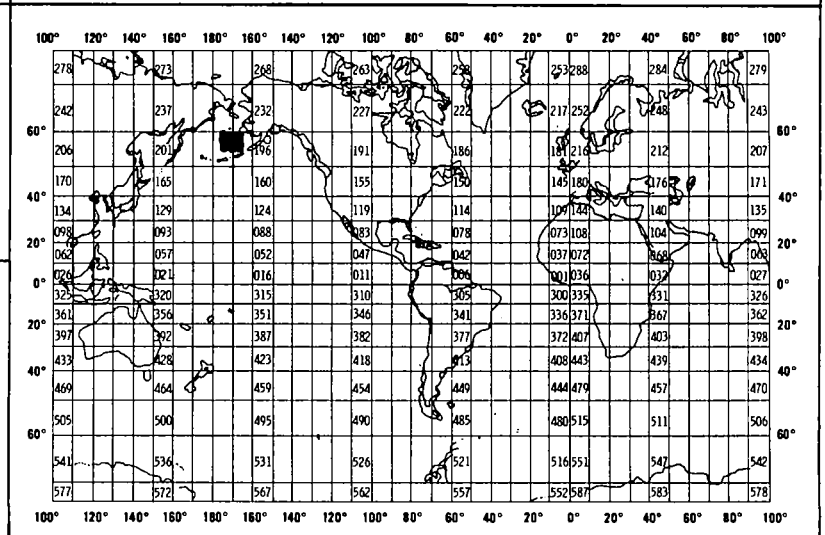 100° 120° 140° 160° 180° 160° 140° 120° 100° 80° 60° 40° 20° 0° 20° 40° 60° 80° 100°
278 273 268 263 258 253 288 284 279
242 237 232 227 222 217 252 248 243
60° 60°
206 201 196 191 186 181 216 212 207
170 165 160 155 150 145 180 176 171
40° 40°
134 129 124 119 114 109 144 140 135
098 093 088 083 078 073 108 104 099
20° 20°
062 057 052 047 042 037 072 068 063
026 021 016 011 006 001 036 032 027
0° 0°
325 320 315 310 305 300 335 331 326
361 356 351 346 341 336 371 367 362
20° 20°
397 392 387 382 377 372 407 403 398
433 428 423 418 413 408 443 439 434
40° 40°
469 464 459 454 449 444 479 457 470
505 500 495 490 485 480 515 511 506
60° 60°
541 536 531 526 521 516 551 547 542
577 572 567 562 557 552 587 583 578
100° 120° 140° 160° 180° 160° 140° 120° 100° 80° 60° 40° 20° 0° 20° 40° 60° 80° 100°